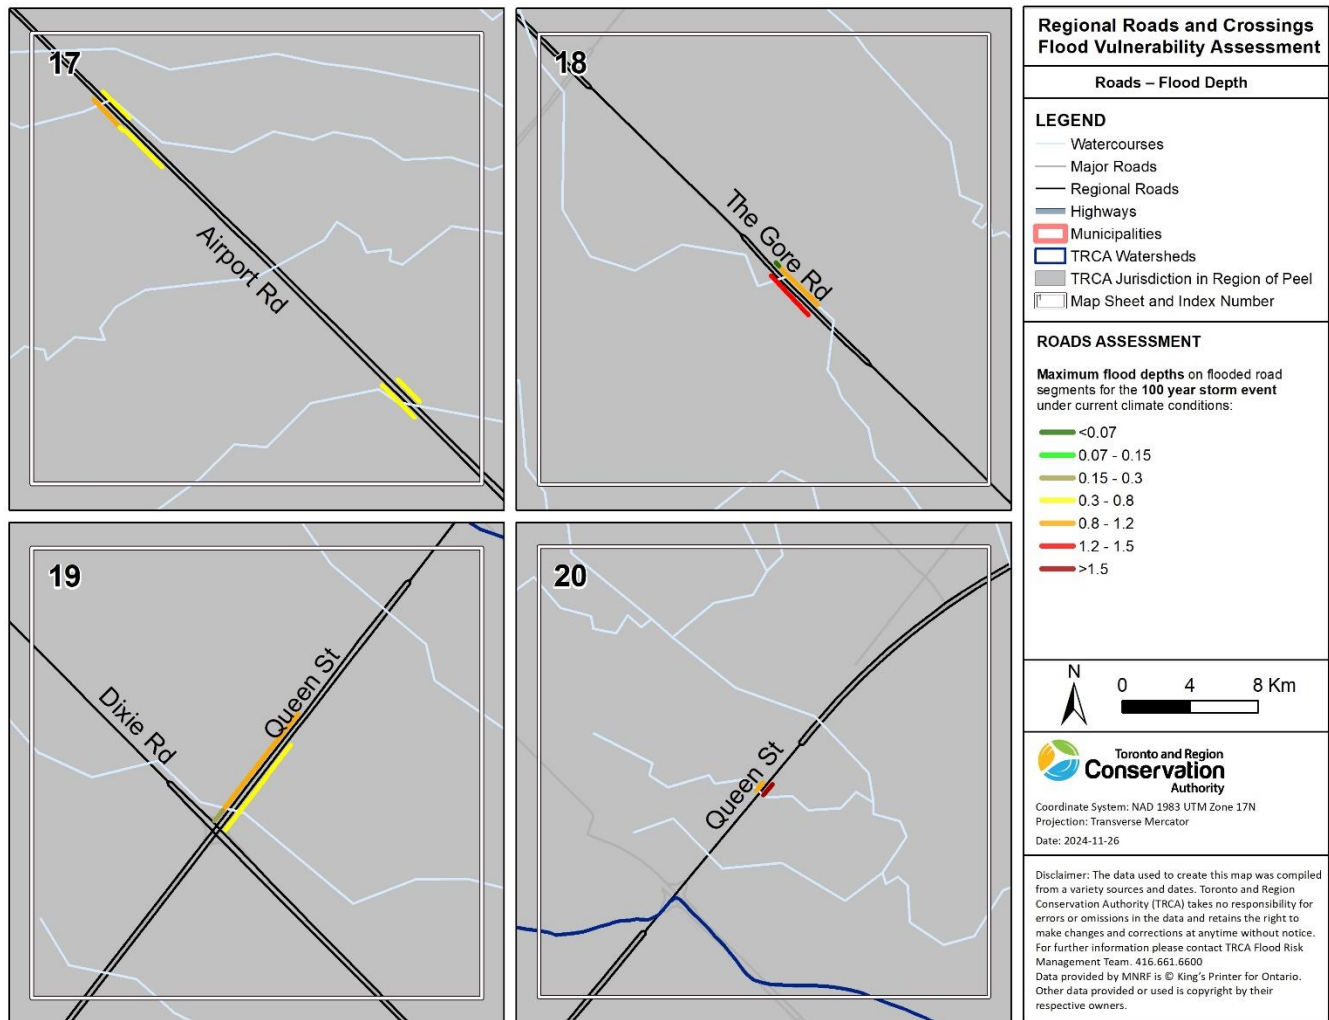 17
Airport Rd
18
The Gore Rd
19
Dixie Rd
Queen St
20
Queen St
Regional Roads and Crossings
Flood Vulnerability Assessment
Roads – Flood Depth
LEGEND
Watercourses
Major Roads
Regional Roads
Highways
Municipalities
TRCA Watersheds
TRCA Jurisdiction in Region of Peel
1
Map Sheet and Index Number
ROADS ASSESSMENT
Maximum flood depths on flooded road
segments for the 100 year storm event
under current climate conditions:
<0.07
0.07 - 0.15
0.15 - 0.3
0.3 - 0.8
0.8 - 1.2
1.2 - 1.5
>1.5
N
0 4 8 Km
Toronto and Region
Conservation
Authority
Coordinate System: NAD 1983 UTM Zone 17N
Projection: Transverse Mercator
Date: 2024-11-26
Disclaimer: The data used to create this map was compiled
from a variety sources and dates. Toronto and Region
Conservation Authority (TRCA) takes no responsibility for
errors or omissions in the data and retains the right to
make changes and corrections at anytime without notice.
For further information please contact TRCA Flood Risk
Management Team. 416.661.6600
Data provided by MNRF is © King's Printer for Ontario.
Other data provided or used is copyright by their
respective owners.